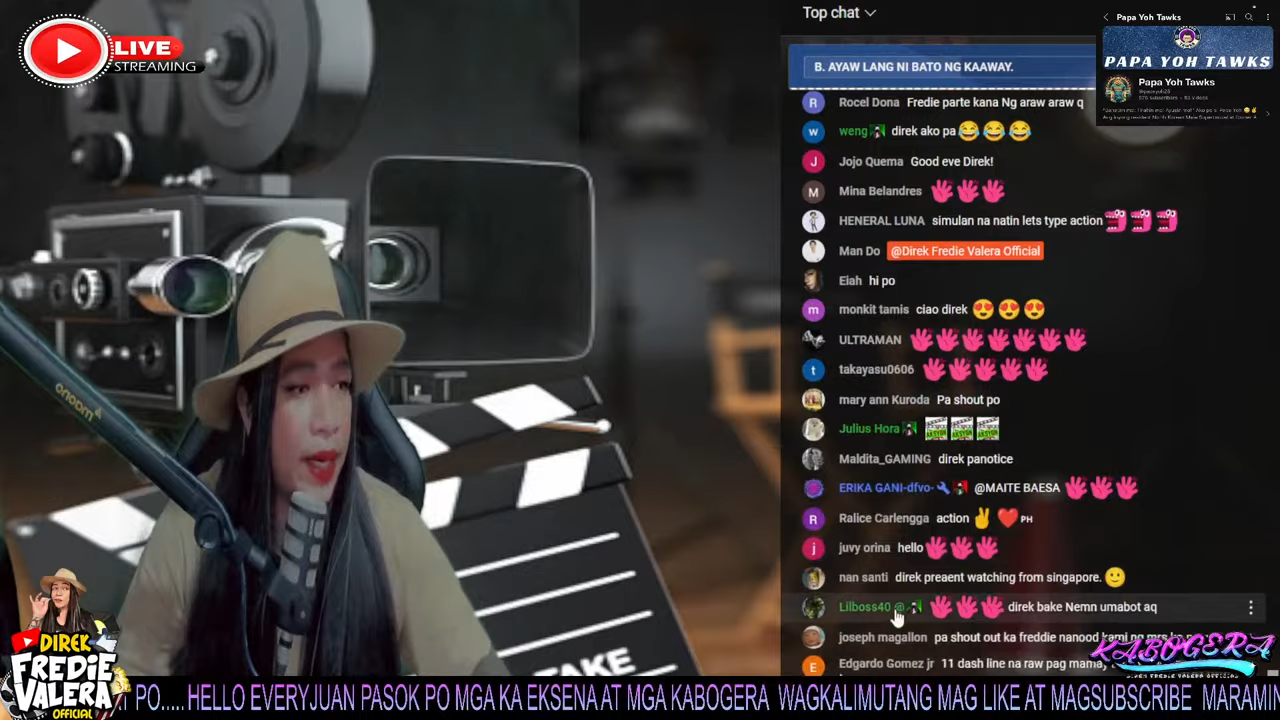 LIVE
STREAMING
Top chat
Papa Yoh Tawks
PAPA YOH TAWKS
Papa Yoh Tawks
B. AYAW LANG NI BATO NG KAAWAY.
Rocel Dona Fredie parte kana Ng araw araw q
weng direk ako pa 😂😂😂
Jojo Quema Good eve Direk!
Mina Belandres
HENERAL LUNA simulan na natin lets type action
Man Do @Direk Fredie Valera Official
Eiah hi po
monkit tamis ciao direk 😍😍😍
ULTRAMAN
takayasu0606
mary ann Kuroda Pa shout po
Julius Hora
Maldita_GAMING direk panotice
ERIKA GANI-dfvo- @MAITE BAESA
Ralice Carlengga action ✌️❤️ PH
juvy orina hello
nan santi direk preaent watching from singapore. 🙂
Lilboss40 @ direk bake Nemn umabot aq
joseph magallon pa shout out ka freddie nanood kami ng mrs
Edgardo Gomez jr 11 dash line na raw pag
KABOGERA
maono
TAKE
DIREK
FREDIE
VALERA
OFFICIAL
PO.....HELLO EVERYJUAN PASOK PO MGA KA EKSENA AT MGA KABOGERA WAGKALIMUTANG MAG LIKE AT MAGSUBSCRIBE